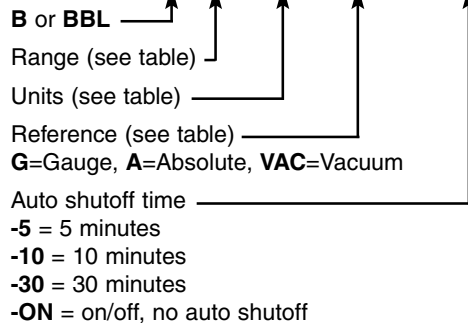 B or BBL
Range (see table)
Units (see table)
Reference (see table)
G=Gauge, A=Absolute, VAC=Vacuum
Auto shutoff time
-5 = 5 minutes
-10 = 10 minutes
-30 = 30 minutes
-ON = on/off, no auto shutoff